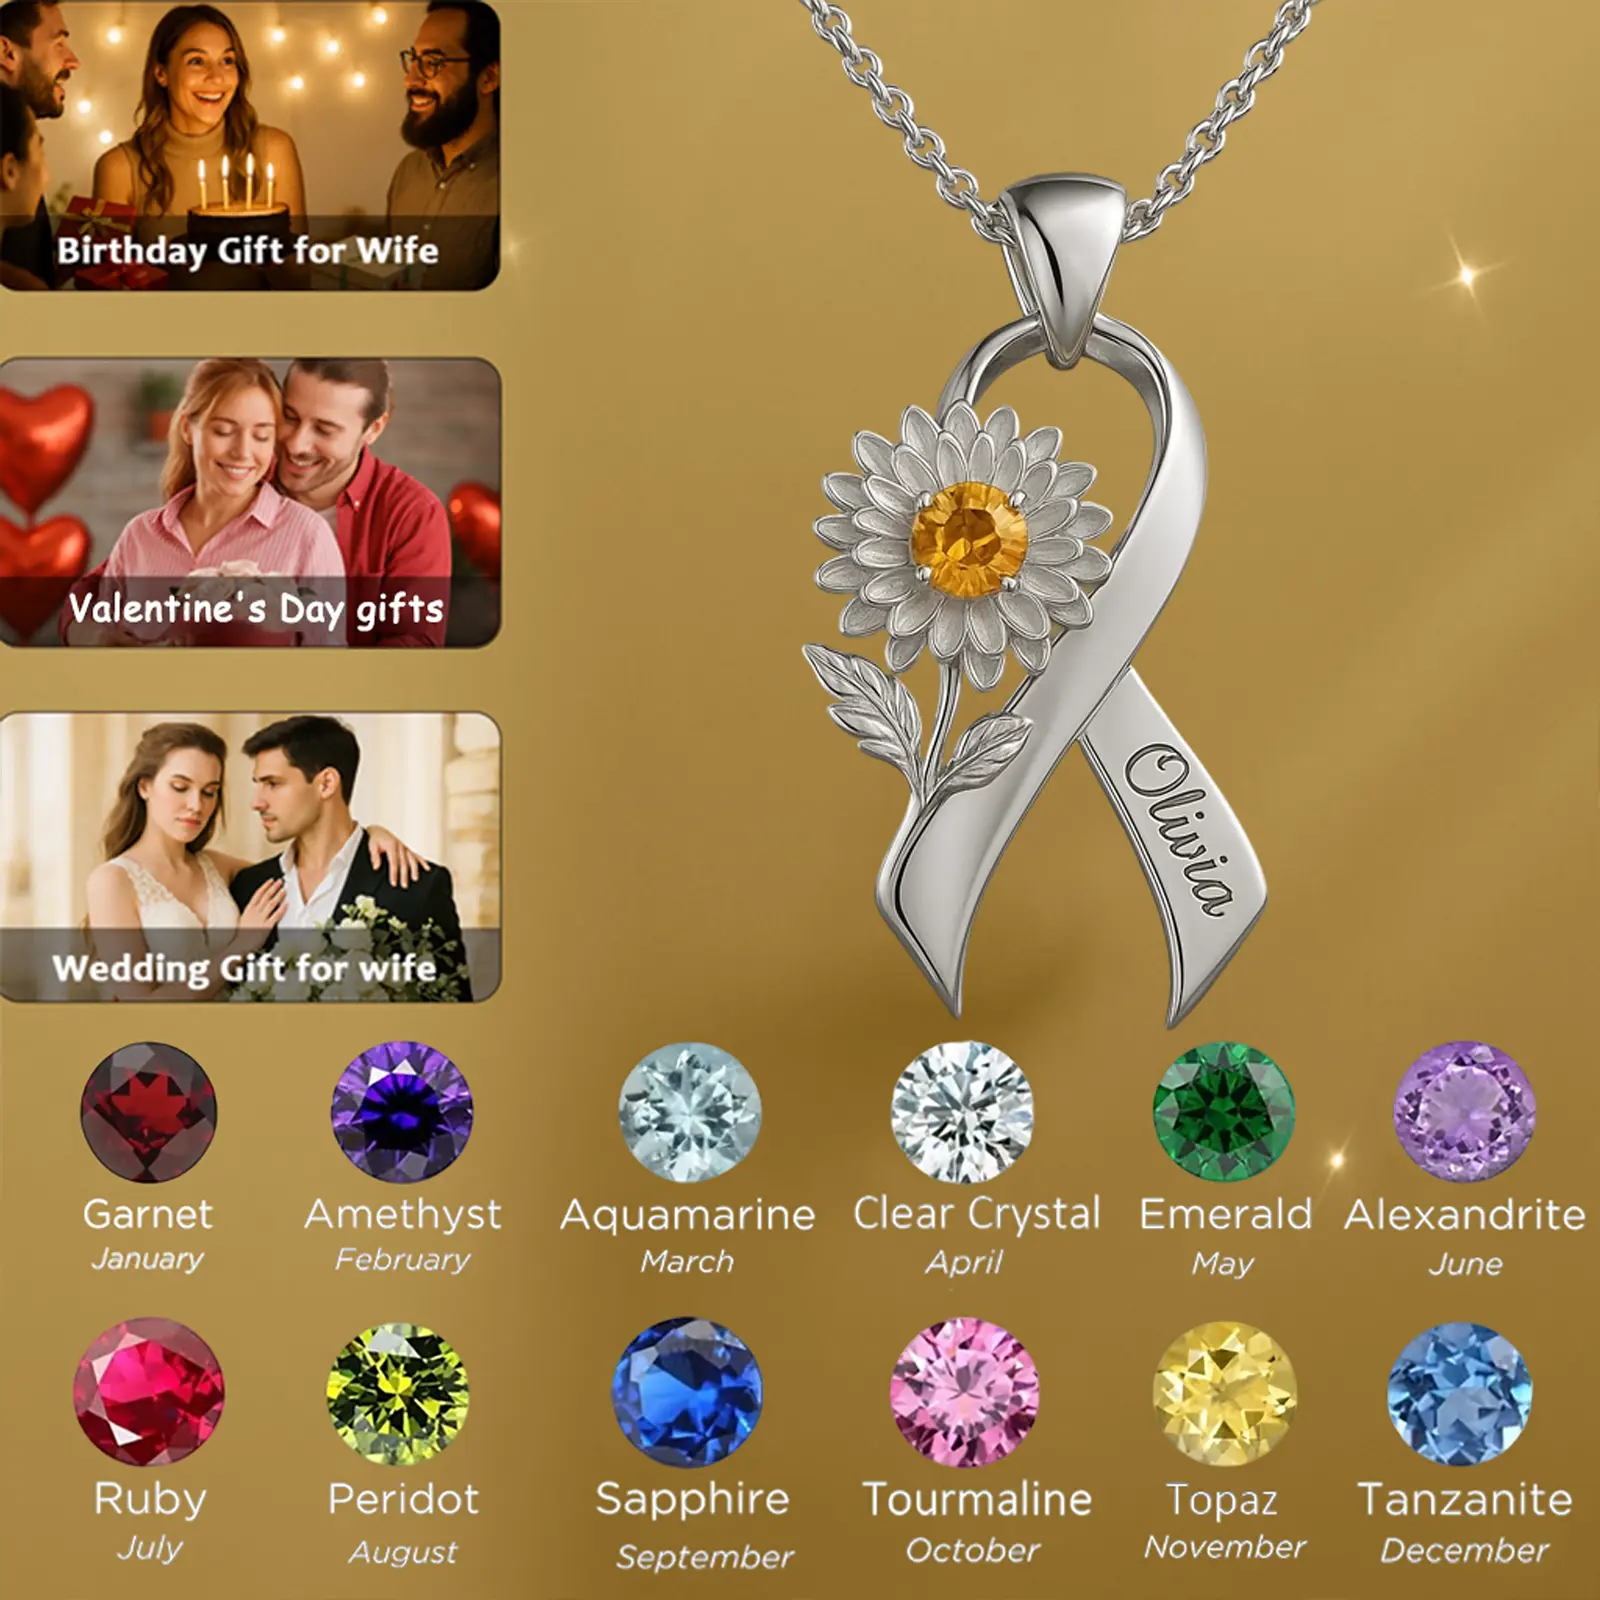 Birthday Gift for Wife
Valentine's Day gifts
Wedding Gift for wife
Olivia
Garnet
January
Amethyst
February
Aquamarine
March
Clear Crystal
April
Emerald
May
Alexandrite
June
Ruby
July
Peridot
August
Sapphire
September
Tourmaline
October
Topaz
November
Tanzanite
December